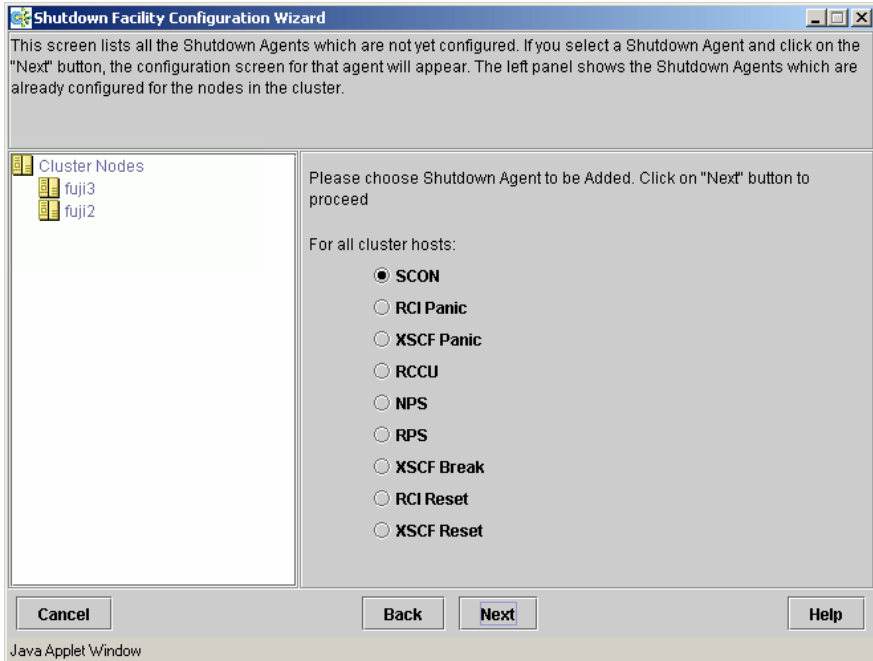 Shutdown Facility Configuration Wizard
This screen lists all the Shutdown Agents which are not yet configured. If you select a Shutdown Agent and click on the
"Next" button, the configuration screen for that agent will appear. The left panel shows the Shutdown Agents which are
already configured for the nodes in the cluster.
Cluster Nodes
fuji3
fuji2
Please choose Shutdown Agent to be Added. Click on "Next" button to
proceed
For all cluster hosts:
SCON
RCI Panic
XSCF Panic
RCCU
NPS
RPS
XSCF Break
RCI Reset
XSCF Reset
Cancel
Back
Next
Help
Java Applet Window